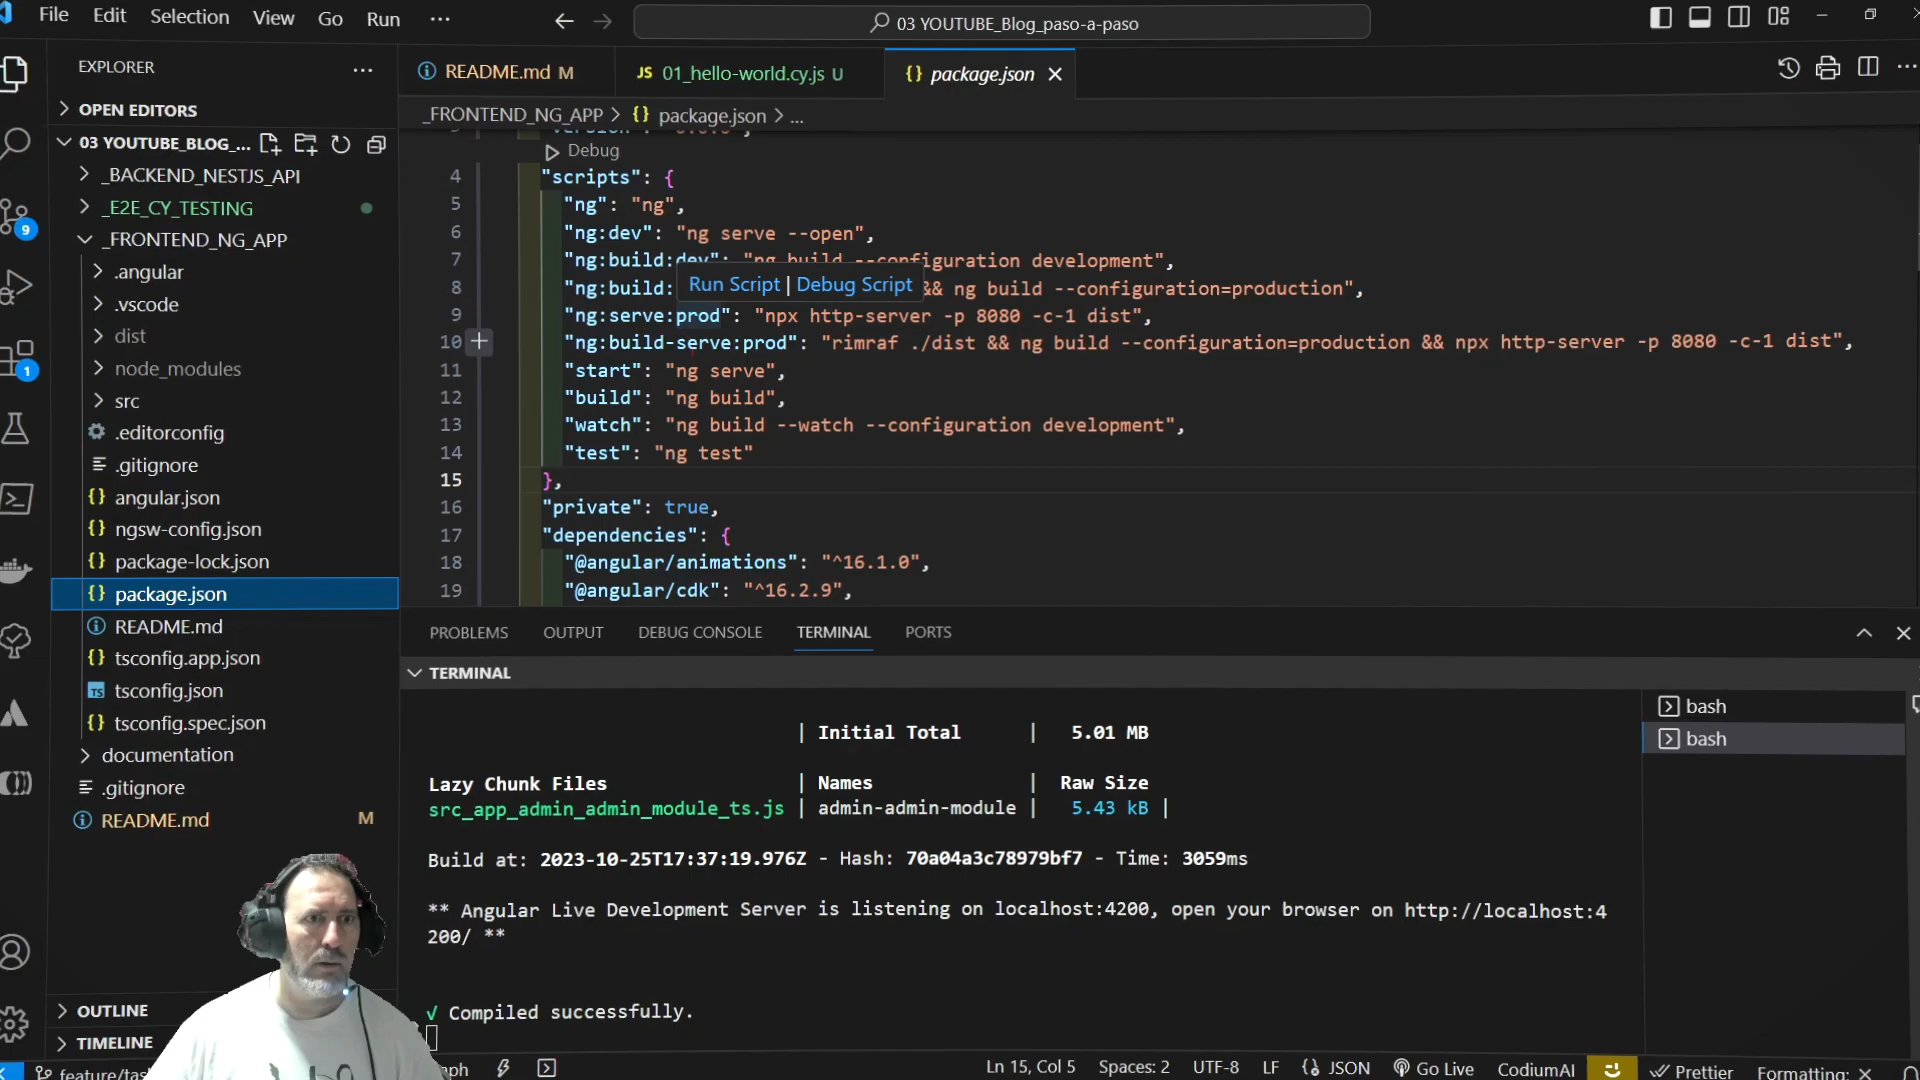 File Edit Selection View Go Run ···
03 YOUTUBE_Blog_paso-a-paso
EXPLORER ···
OPEN EDITORS
03 YOUTUBE_BLOG_...
_BACKEND_NESTJS_API
_E2E_CY_TESTING
_FRONTEND_NG_APP
.angular
.vscode
dist
node_modules
src
.editorconfig
.gitignore
angular.json
ngsw-config.json
package-lock.json
package.json
README.md
tsconfig.app.json
TS tsconfig.json
tsconfig.spec.json
documentation
.gitignore
README.md M
OUTLINE
TIMELINE
9
1
README.md M
JS 01_hello-world.cy.js U
{} package.json
_FRONTEND_NG_APP > {} package.json > ...
Debug
4 "scripts": {
5 "ng": "ng",
6 "ng:dev": "ng serve --open",
7 "ng:build:dev": "ng build --configuration development",
8 "ng:build: && ng build --configuration=production",
Run Script | Debug Script
9 "ng:serve:prod": "npx http-server -p 8080 -c-1 dist",
10 "ng:build-serve:prod": "rimraf ./dist && ng build --configuration=production && npx http-server -p 8080 -c-1 dist",
11 "start": "ng serve",
12 "build": "ng build",
13 "watch": "ng build --watch --configuration development",
14 "test": "ng test"
15 },
16 "private": true,
17 "dependencies": {
18 "@angular/animations": "^16.1.0",
19 "@angular/cdk": "^16.2.9",
PROBLEMS OUTPUT DEBUG CONSOLE TERMINAL PORTS
TERMINAL
| Initial Total | 5.01 MB
Lazy Chunk Files | Names | Raw Size
src_app_admin_admin_module_ts.js | admin-admin-module | 5.43 kB |
Build at: 2023-10-25T17:37:19.976Z - Hash: 70a04a3c78979bf7 - Time: 3059ms
** Angular Live Development Server is listening on localhost:4200, open your browser on http://localhost:4
200/ **
√ Compiled successfully.
bash
bash
Ln 15, Col 5 Spaces: 2 UTF-8 LF {} JSON Go Live CodiumAI Prettier Formatting: ×